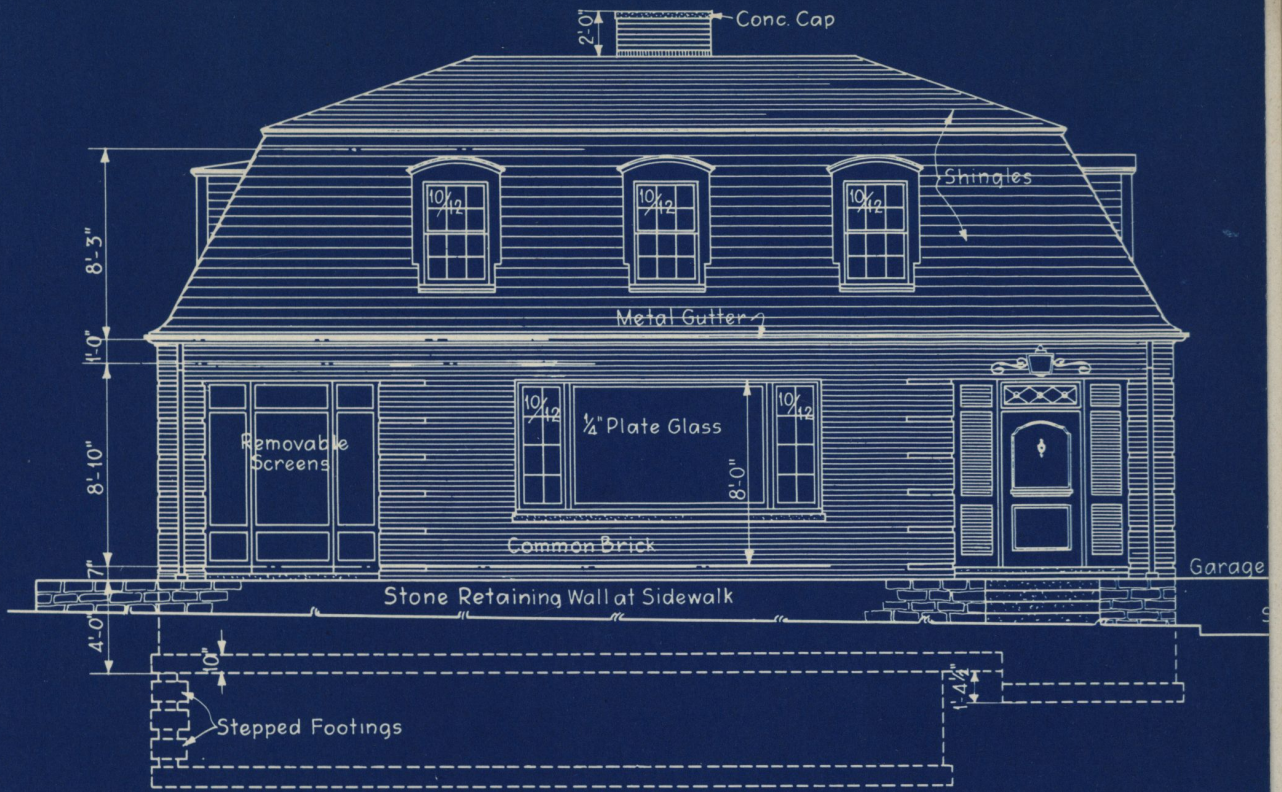 2'-0"
Conc. Cap
Shingles
10/12
10/12
10/12
8'-3"
Metal Gutter
1'-0"
8'-10"
Removable
Screens
10/12
1/4" Plate Glass
10/12
8'-0"
Common Brick
7"
Garage
Stone Retaining Wall at Sidewalk
S
4'-0"
10"
1'-4½"
Stepped Footings